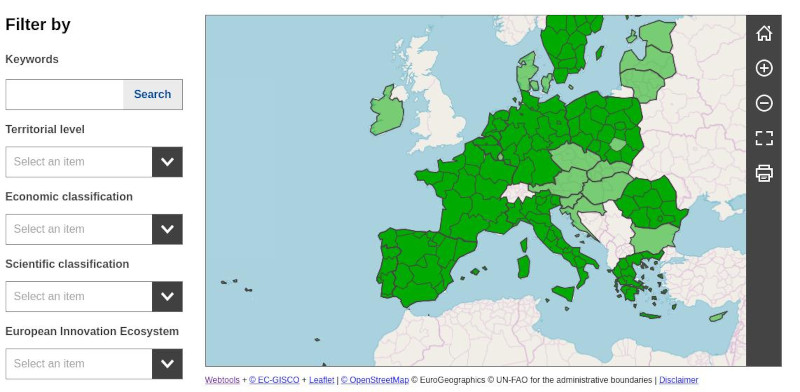 Filter by
Keywords
Search
Territorial level
Select an item
Economic classification
Select an item
Scientific classification
Select an item
European Innovation Ecosystem
Select an item
Webtools + © EC-GISCO + Leaflet | © OpenStreetMap © EuroGeographics © UN-FAO for the administrative boundaries | Disclaimer